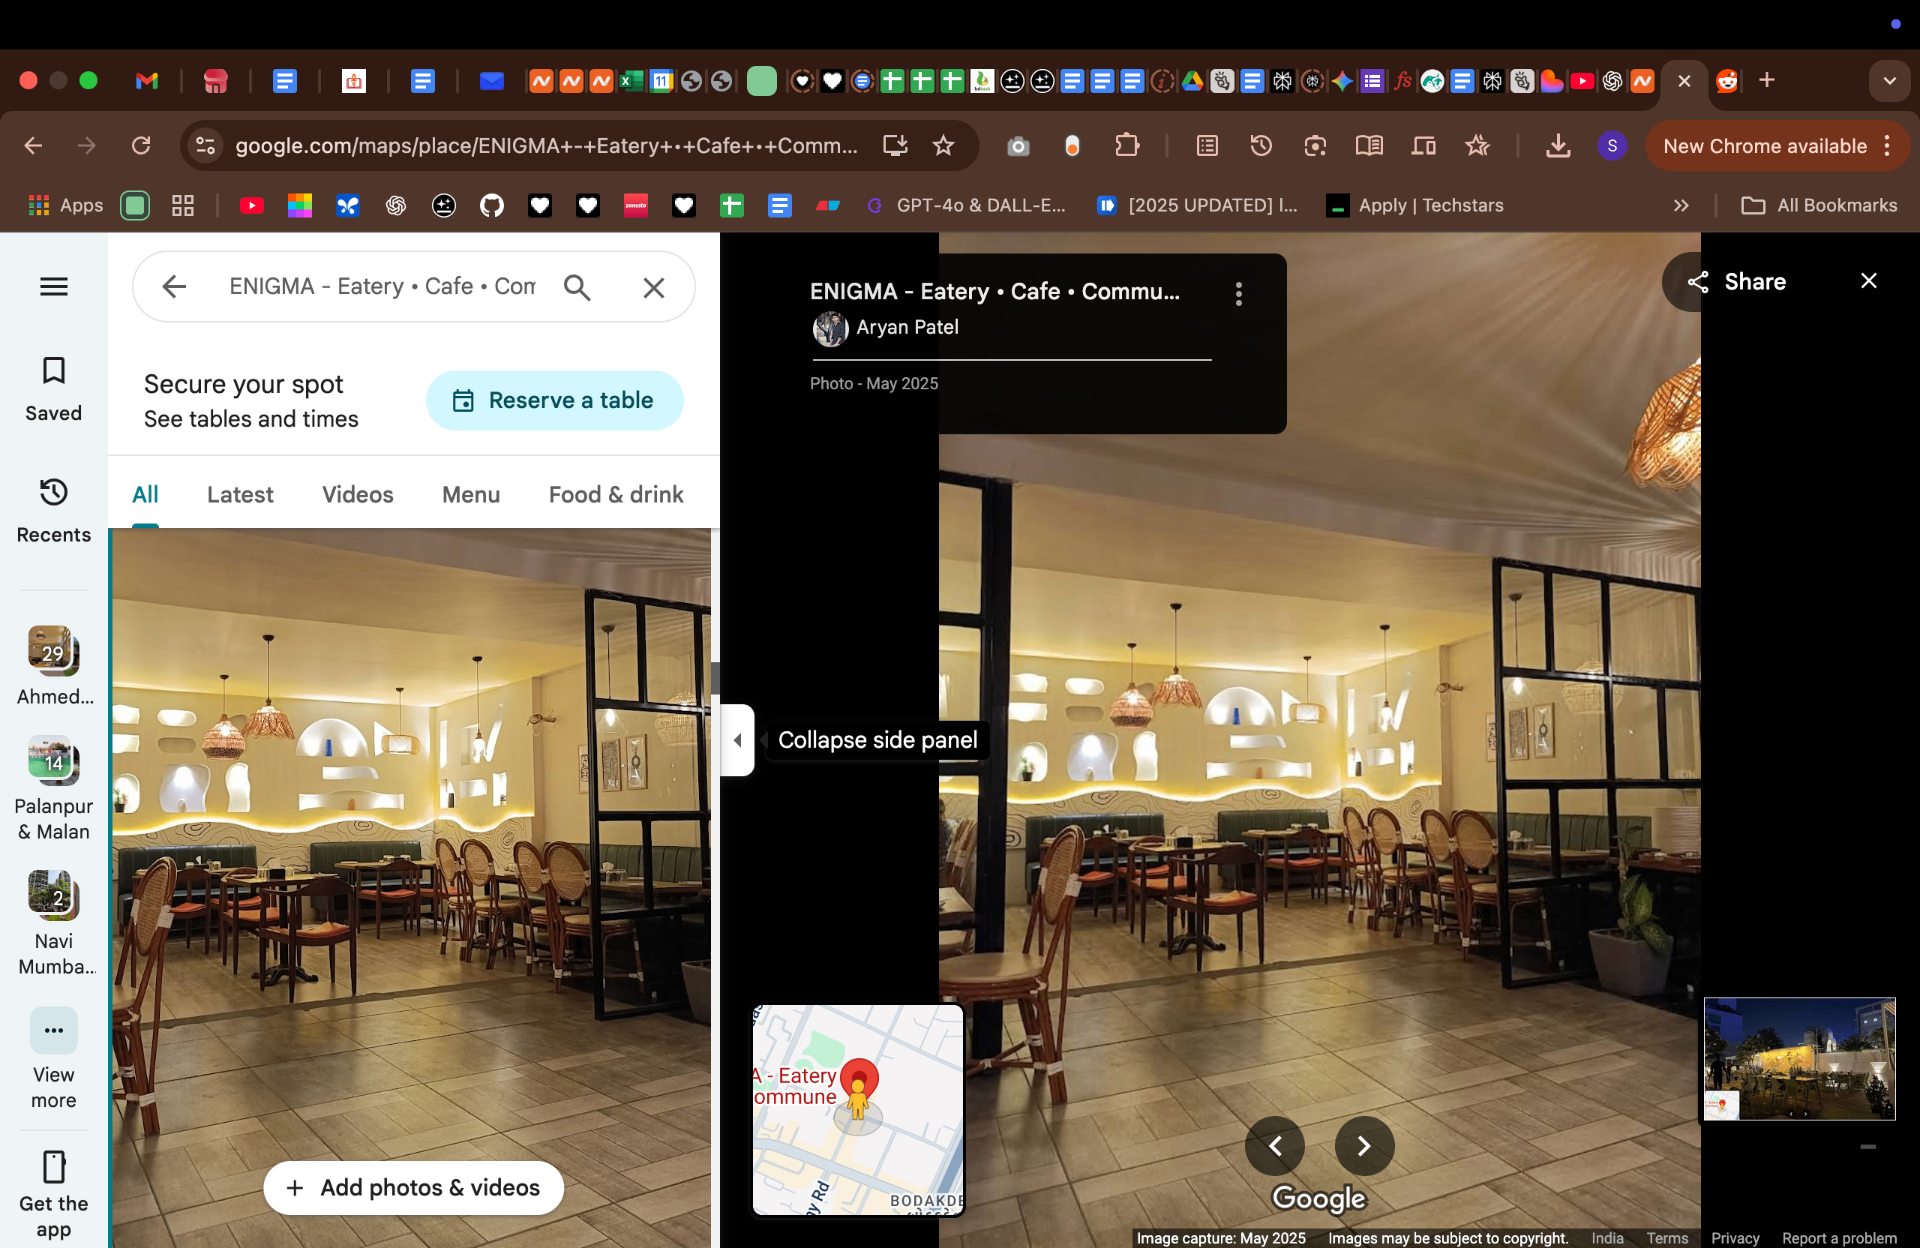 google.com/maps/place/ENIGMA+-+Eatery+•+Cafe+•+Comm...
New Chrome available
Apps
GPT-4o & DALL-E...
[2025 UPDATED] I...
Apply | Techstars
All Bookmarks
ENIGMA - Eatery • Cafe • Com
Secure your spot
See tables and times
Reserve a table
All
Latest
Videos
Menu
Food & drink
Saved
Recents
29
Ahmed...
14
Palanpur
& Malan
2
Navi
Mumba...
View
more
Get the
app
Add photos & videos
ENIGMA - Eatery • Cafe • Commu...
Aryan Patel
Photo - May 2025
Share
Collapse side panel
A - Eatery
ommune
ny Rd
BODAKDE
Google
Image capture: May 2025
Images may be subject to copyright.
India
Terms
Privacy
Report a problem